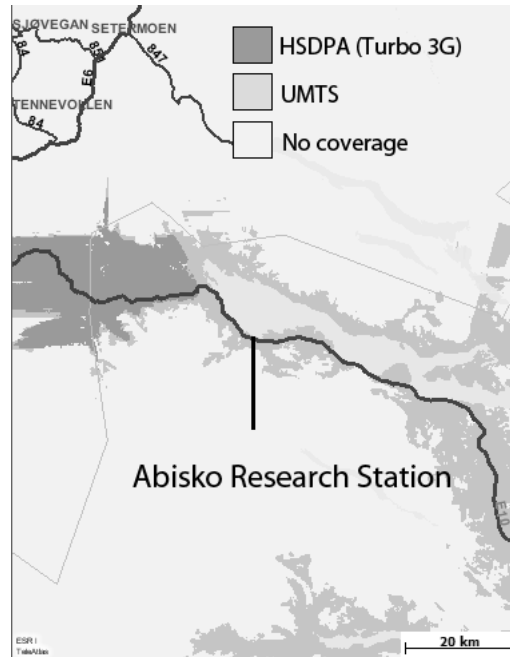 SJØVEGAN
SETERMOEN
84
851
847
E6
TENNEVOLLEN
84
HSDPA (Turbo 3G)
UMTS
No coverage
Abisko Research Station
E10
ESRI
TeleAtlas
20 km